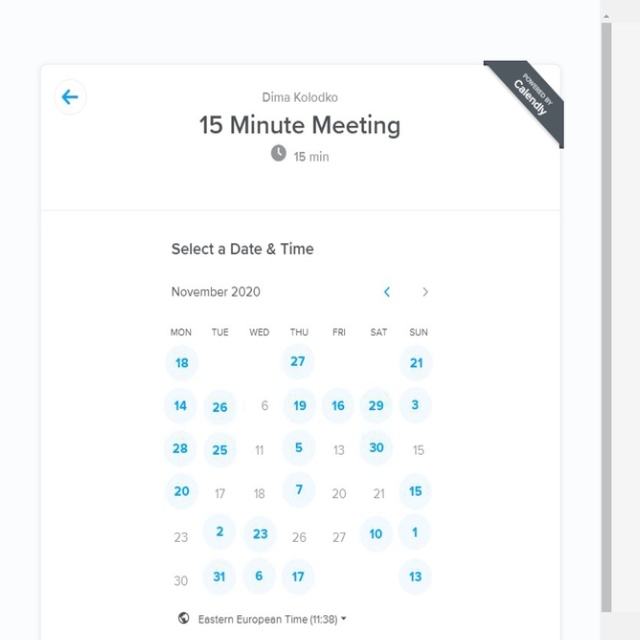 POWERED BY
Calendly
Dima Kolodko
15 Minute Meeting
15 min
Select a Date & Time
November 2020
MON TUE WED THU FRI SAT SUN
18 27 21
14 26 6 19 16 29 3
28 25 11 5 13 30 15
20 17 18 7 20 21 15
23 2 23 26 27 10 1
30 31 6 17 13
Eastern European Time (11:38)